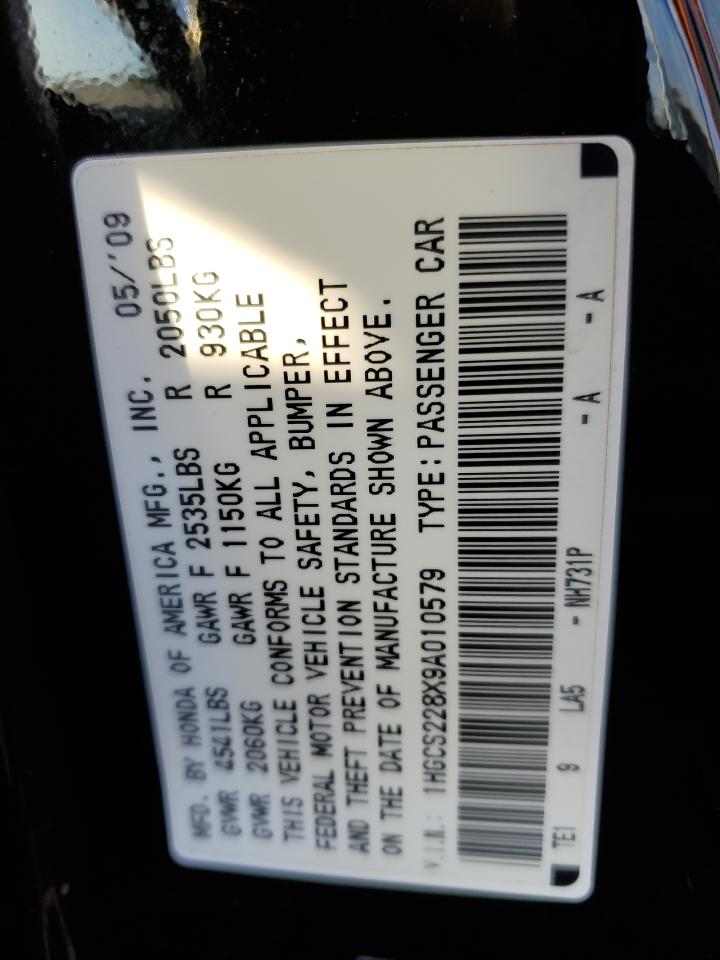 MFD. BY HONDA OF AMERICA MFG., INC. 05/'09
GVWR 4541LBS GAWR F 2535LBS R 2050LBS
GVWR 2060KG GAWR F 1150KG R 930KG
THIS VEHICLE CONFORMS TO ALL APPLICABLE
FEDERAL MOTOR VEHICLE SAFETY, BUMPER,
AND THEFT PREVENTION STANDARDS IN EFFECT
ON THE DATE OF MANUFACTURE SHOWN ABOVE.
V.I.N.: 1HGCS228X9A010579 TYPE:PASSENGER CAR
TE1 9 LA5 - NH731P - A - A